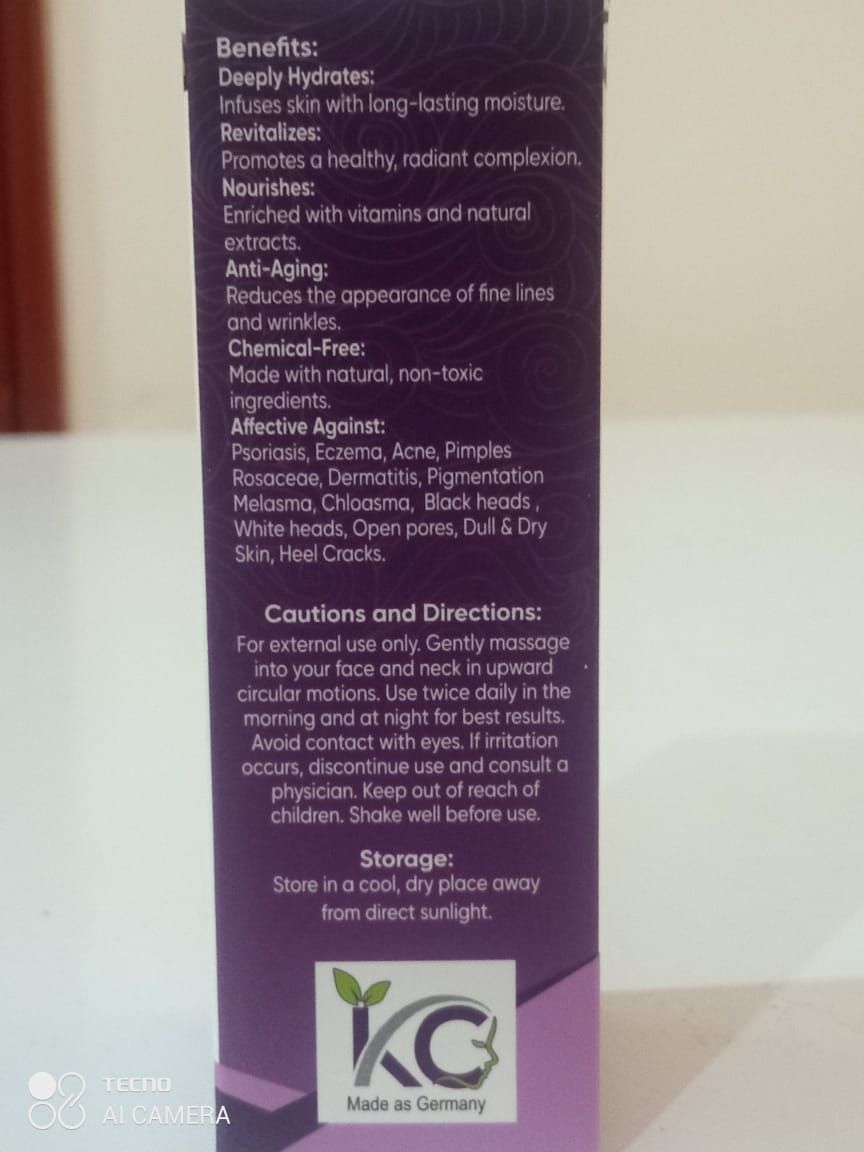 Benefits:
Deeply Hydrates:
Infuses skin with long-lasting moisture.
Revitalizes:
Promotes a healthy, radiant complexion.
Nourishes:
Enriched with vitamins and natural
extracts.
Anti-Aging:
Reduces the appearance of fine lines
and wrinkles.
Chemical-Free:
Made with natural, non-toxic
ingredients.
Affective Against:
Psoriasis, Eczema, Acne, Pimples
Rosaceae, Dermatitis, Pigmentation
Melasma, Chloasma, Black heads ,
White heads, Open pores, Dull & Dry
Skin, Heel Cracks.
Cautions and Directions:
For external use only. Gently massage
into your face and neck in upward
circular motions. Use twice daily in the
morning and at night for best results.
Avoid contact with eyes. If irritation
occurs, discontinue use and consult a
physician. Keep out of reach of
children. Shake well before use.
Storage:
Store in a cool, dry place away
from direct sunlight.
KC
Made as Germany
TECNO
AI CAMERA